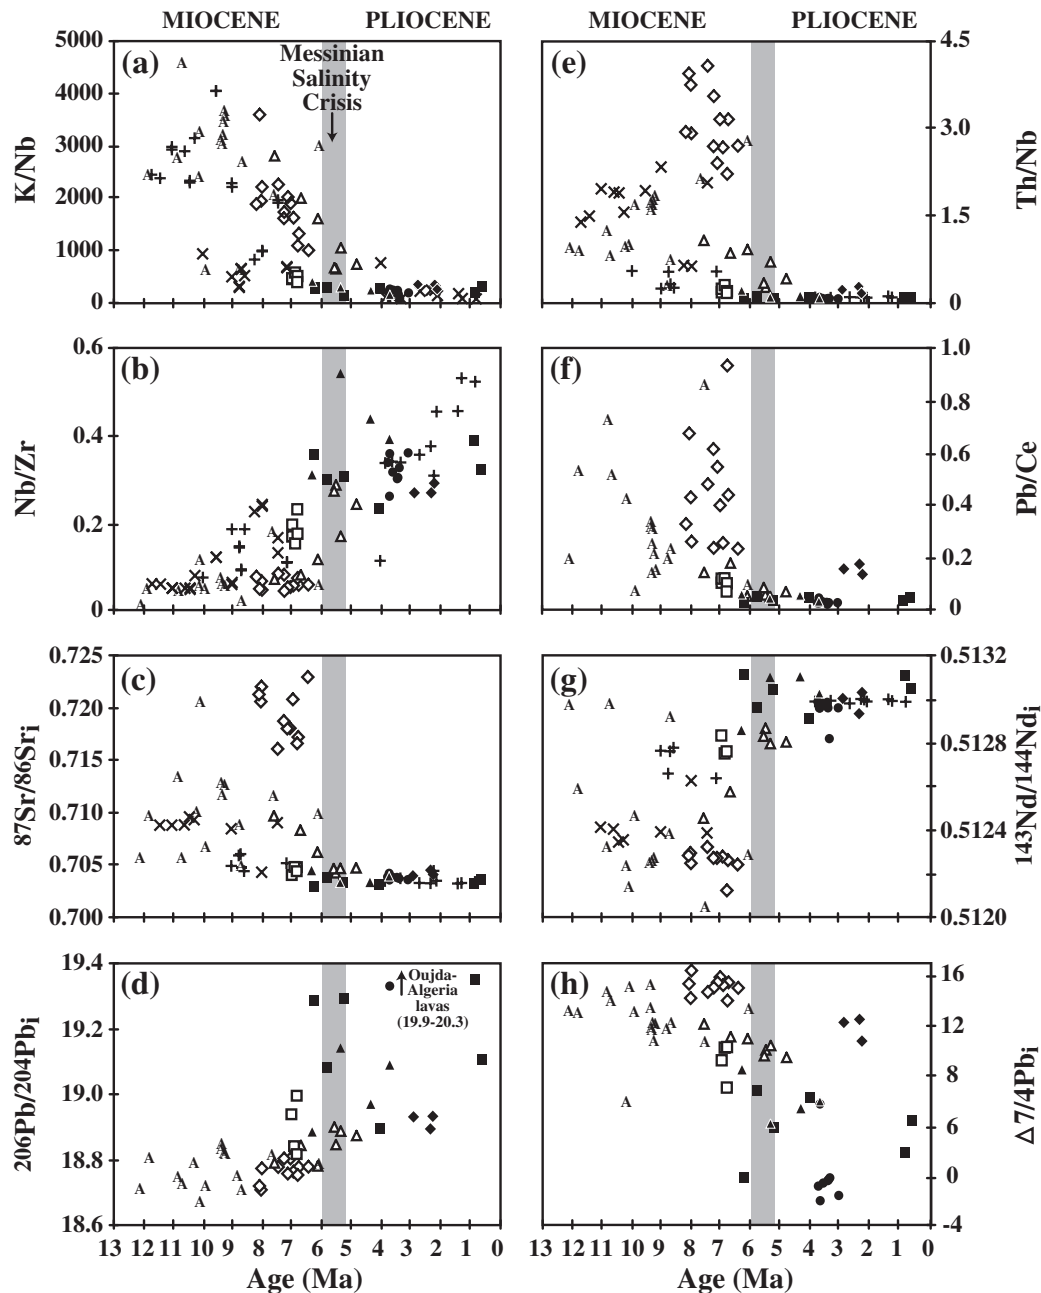 MIOCENE PLIOCENE MIOCENE PLIOCENE
(a)
Messinian
Salinity
Crisis
K/Nb
5000
4000
3000
2000
1000
0
(e)
Th/Nb
4.5
3.0
1.5
0
(b)
Nb/Zr
0.6
0.4
0.2
0
(f)
Pb/Ce
1.0
0.8
0.6
0.4
0.2
0
(c)
87Sr/86Sri
0.725
0.720
0.715
0.710
0.705
0.700
(g)
143Nd/144Ndi
0.5132
0.5128
0.5124
0.5120
(d)
Oujda-
Algeria
lavas
(19.9-20.3)
206Pb/204Pbi
19.4
19.2
19.0
18.8
18.6
(h)
Δ7/4Pbi
16
12
8
6
0
-4
13 12 11 10 9 8 7 6 5 4 3 2 1 0
Age (Ma)
13 12 11 10 9 8 7 6 5 4 3 2 1 0
Age (Ma)